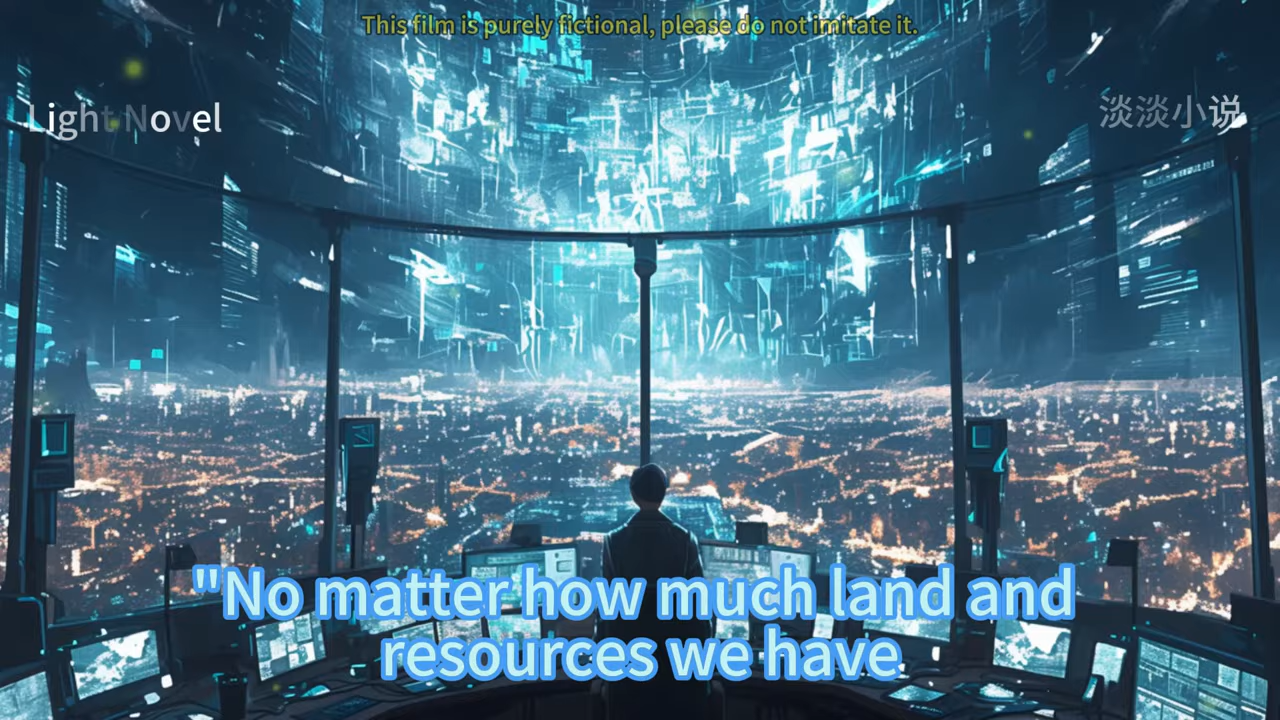 This film is purely fictional, please do not imitate it.
Light Novel
淡淡小说
"No matter how much land and
resources we have